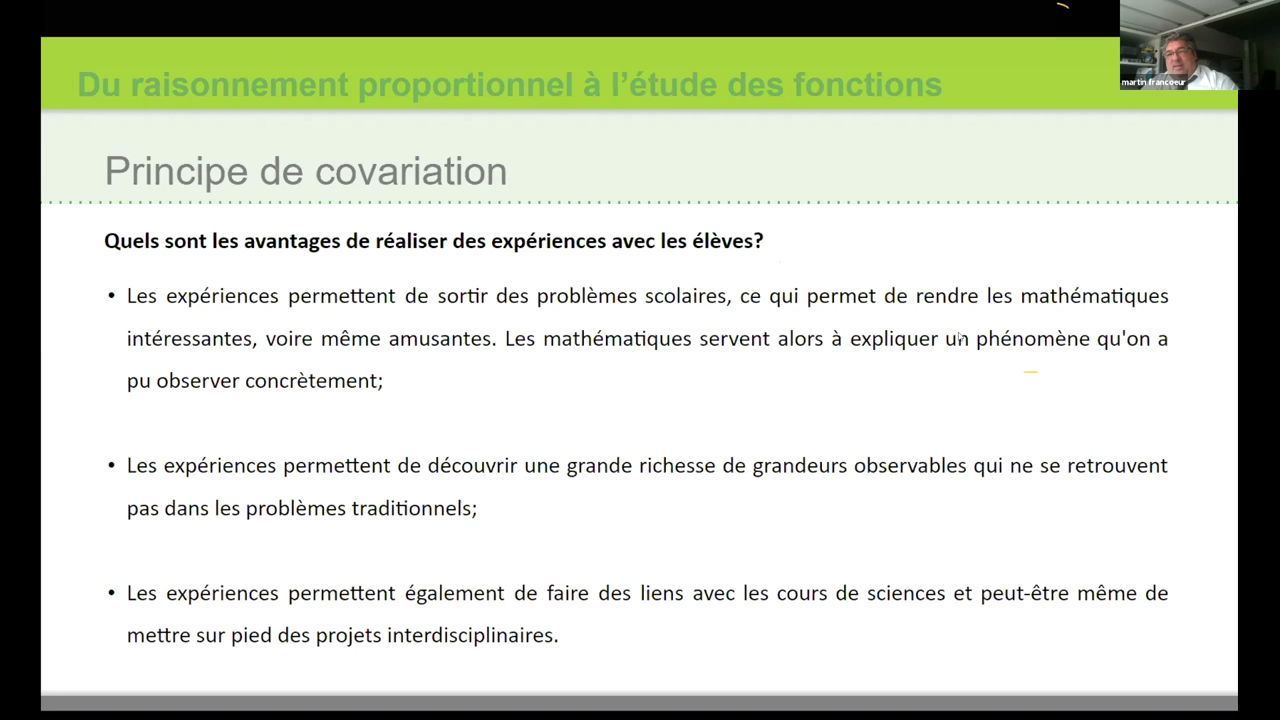 Du raisonnement proportionnel à l’étude des fonctions
martin francoeur
Principe de covariation
Quels sont les avantages de réaliser des expériences avec les élèves?
• Les expériences permettent de sortir des problèmes scolaires, ce qui permet de rendre les mathématiques
intéressantes, voire même amusantes. Les mathématiques servent alors à expliquer un phénomène qu'on a
pu observer concrètement;
• Les expériences permettent de découvrir une grande richesse de grandeurs observables qui ne se retrouvent
pas dans les problèmes traditionnels;
• Les expériences permettent également de faire des liens avec les cours de sciences et peut-être même de
mettre sur pied des projets interdisciplinaires.